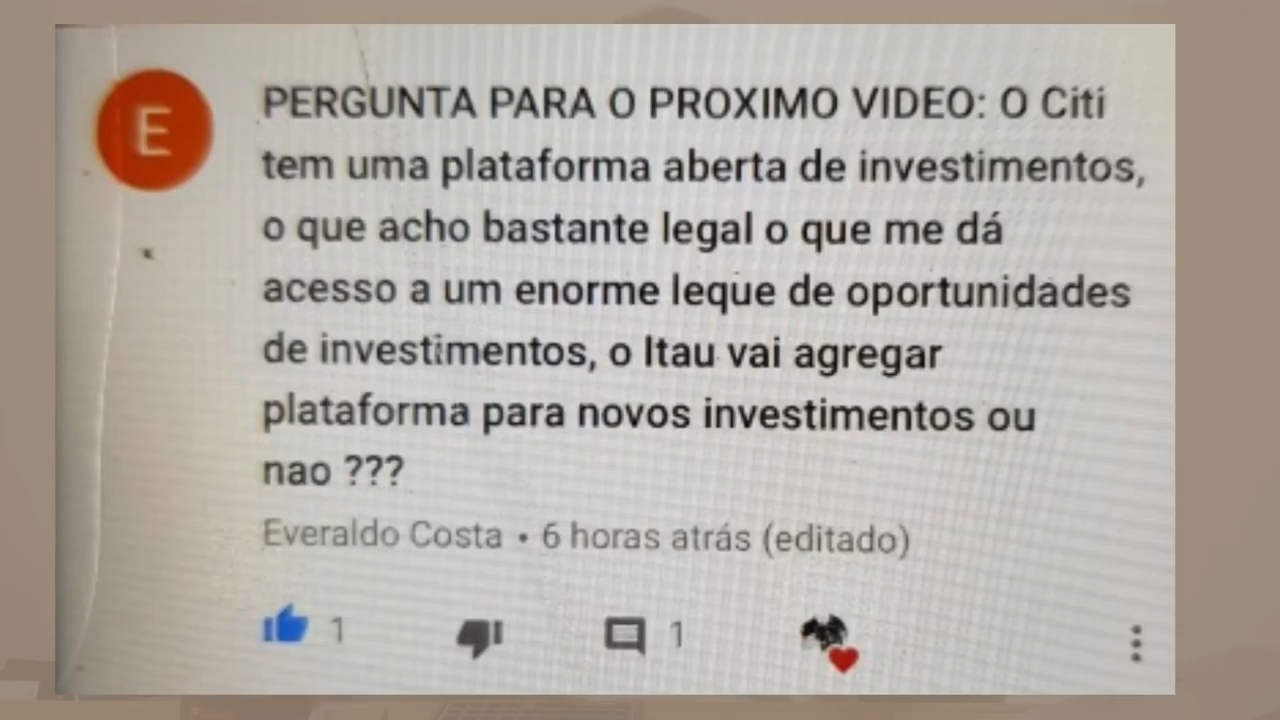 E
PERGUNTA PARA O PROXIMO VIDEO: O Citi
tem uma plataforma aberta de investimentos,
o que acho bastante legal o que me dá
acesso a um enorme leque de oportunidades
de investimentos, o Itau vai agregar
plataforma para novos investimentos ou
nao ???
Everaldo Costa • 6 horas atrás (editado)
1
1